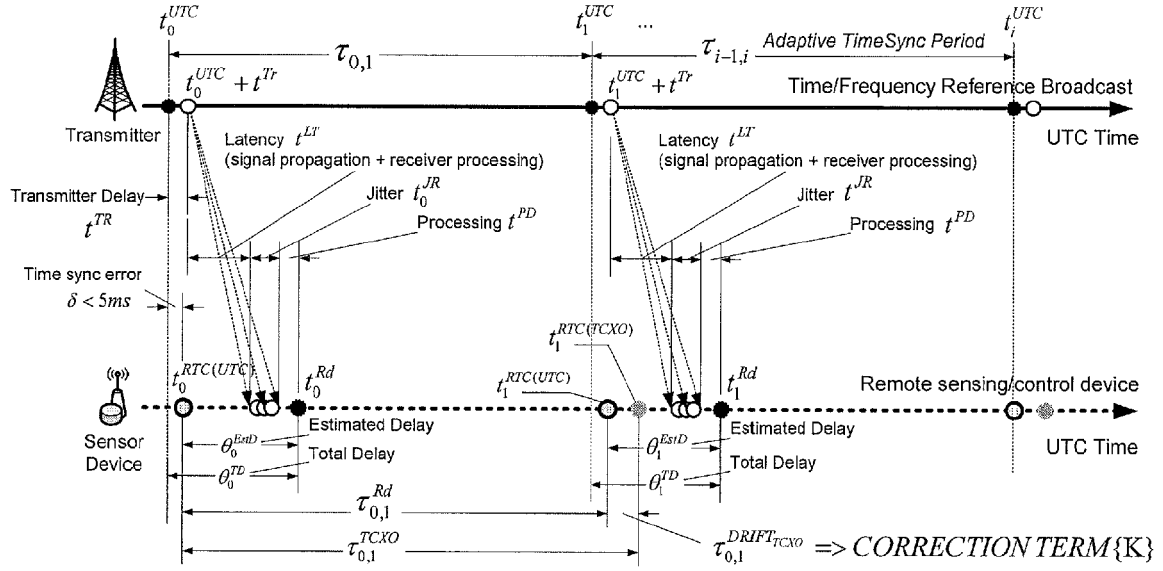 t_0^{UTC}
t_1^{UTC} ...
t_i^{UTC}
τ_{0,1}
τ_{i-1,i} Adaptive TimeSync Period
t_0^{UTC} + t^{Tr}
t_1^{UTC} + t^{Tr}
Time/Frequency Reference Broadcast
Transmitter
UTC Time
Latency t^{LT}
(signal propagation + receiver processing)
Latency t^{LT}
(signal propagation + receiver processing)
Transmitter Delay
t^{TR}
Jitter t_0^{JR}
Jitter t^{JR}
Processing t^{PD}
Processing t^{PD}
Time sync error
δ < 5ms
t_1^{RTC(TCXO)}
t_0^{RTC(UTC)}
t_0^{Rd}
t_1^{RTC(UTC)}
t_1^{Rd}
Remote sensing/control device
Sensor
Device
UTC Time
θ_0^{EstD}
Estimated Delay
θ_1^{EstD}
Estimated Delay
θ_0^{TD}
Total Delay
θ_1^{TD}
Total Delay
τ_{0,1}^{Rd}
τ_{0,1}^{TCXO}
τ_{0,1}^{DRIFT_{TCXO}} => CORRECTION TERM{K}